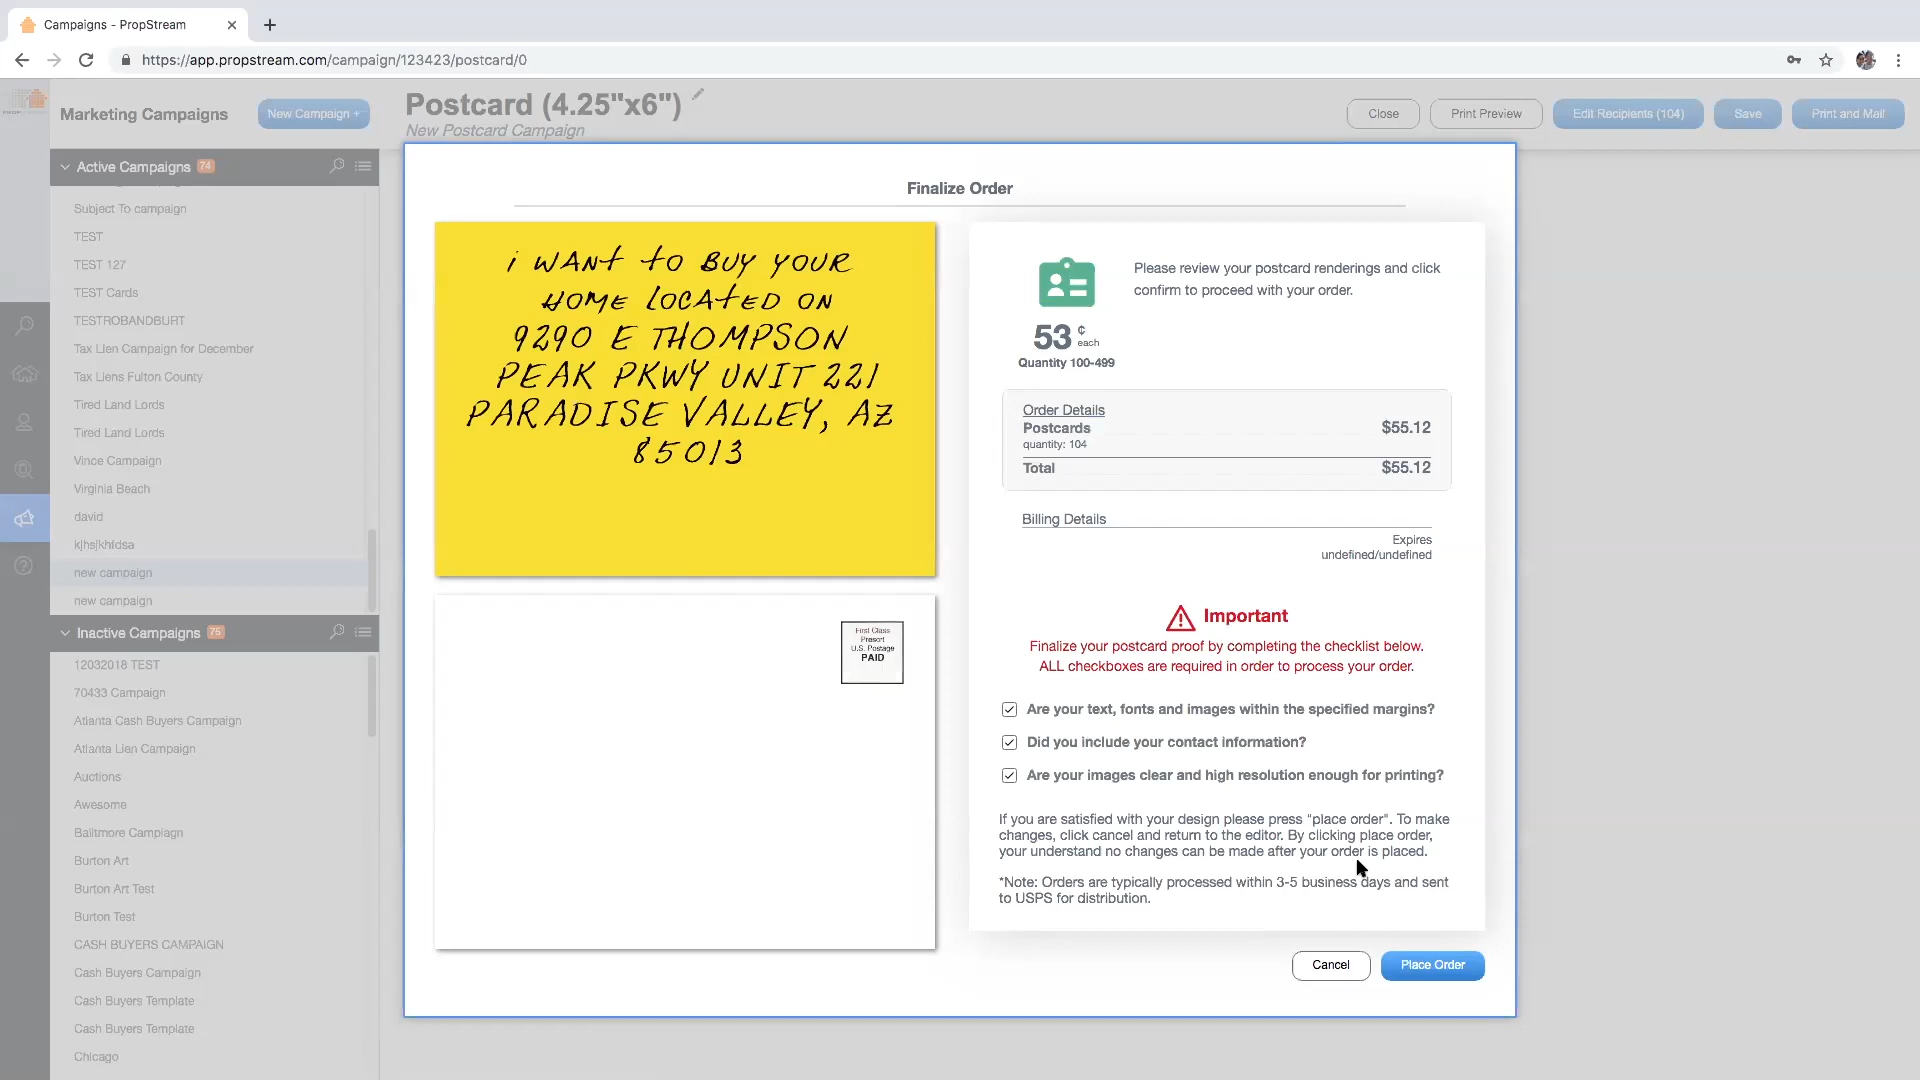 Campaigns - PropStream
https://app.propstream.com/campaign/123423/postcard/0
Marketing Campaigns
New Campaign +
Postcard (4.25"x6")
New Postcard Campaign
Close
Print Preview
Edit Recipients (104)
Save
Print and Mail
Active Campaigns 74
Subject To campaign
TEST
TEST 127
TEST Cards
TESTROBANDBURT
Tax Lien Campaign for December
Tax Liens Fulton County
Tired Land Lords
Tired Land Lords
Vince Campaign
Virginia Beach
david
kjhsjkhfdsa
new campaign
new campaign
Inactive Campaigns 75
12032018 TEST
70433 Campaign
Atlanta Cash Buyers Campaign
Atlanta Lien Campaign
Auctions
Awesome
Baltimore Campiagn
Burton Art
Burton Art Test
Burton Test
CASH BUYERS CAMPAIGN
Cash Buyers Campaign
Cash Buyers Template
Cash Buyers Template
Chicago
Finalize Order
i WANT TO BUY YOUR
HOME LOCATED ON
9290 E THOMPSON
PEAK PKWY UNIT 221
PARADISE VALLEY, AZ
85013
First Class
Presort
U.S. Postage
PAID
Please review your postcard renderings and click
confirm to proceed with your order.
53 ¢ each
Quantity 100-499
Order Details
Postcards $55.12
quantity: 104
Total $55.12
Billing Details
Expires
undefined/undefined
Important
Finalize your postcard proof by completing the checklist below.
ALL checkboxes are required in order to process your order.
Are your text, fonts and images within the specified margins?
Did you include your contact information?
Are your images clear and high resolution enough for printing?
If you are satisfied with your design please press "place order". To make
changes, click cancel and return to the editor. By clicking place order,
your understand no changes can be made after your order is placed.
*Note: Orders are typically processed within 3-5 business days and sent
to USPS for distribution.
Cancel
Place Order